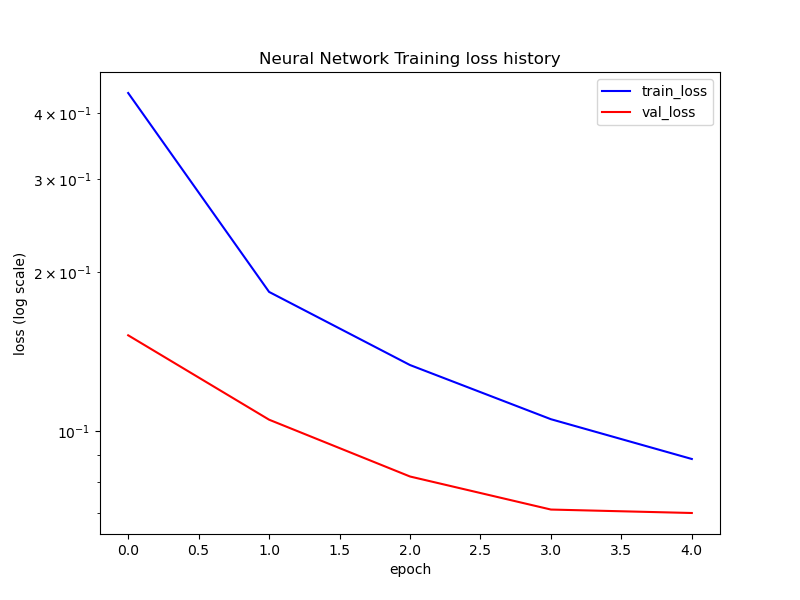 Neural Network Training loss history
train_loss
val_loss
4 × 10⁻¹
3 × 10⁻¹
2 × 10⁻¹
10⁻¹
loss (log scale)
0.0 0.5 1.0 1.5 2.0 2.5 3.0 3.5 4.0
epoch